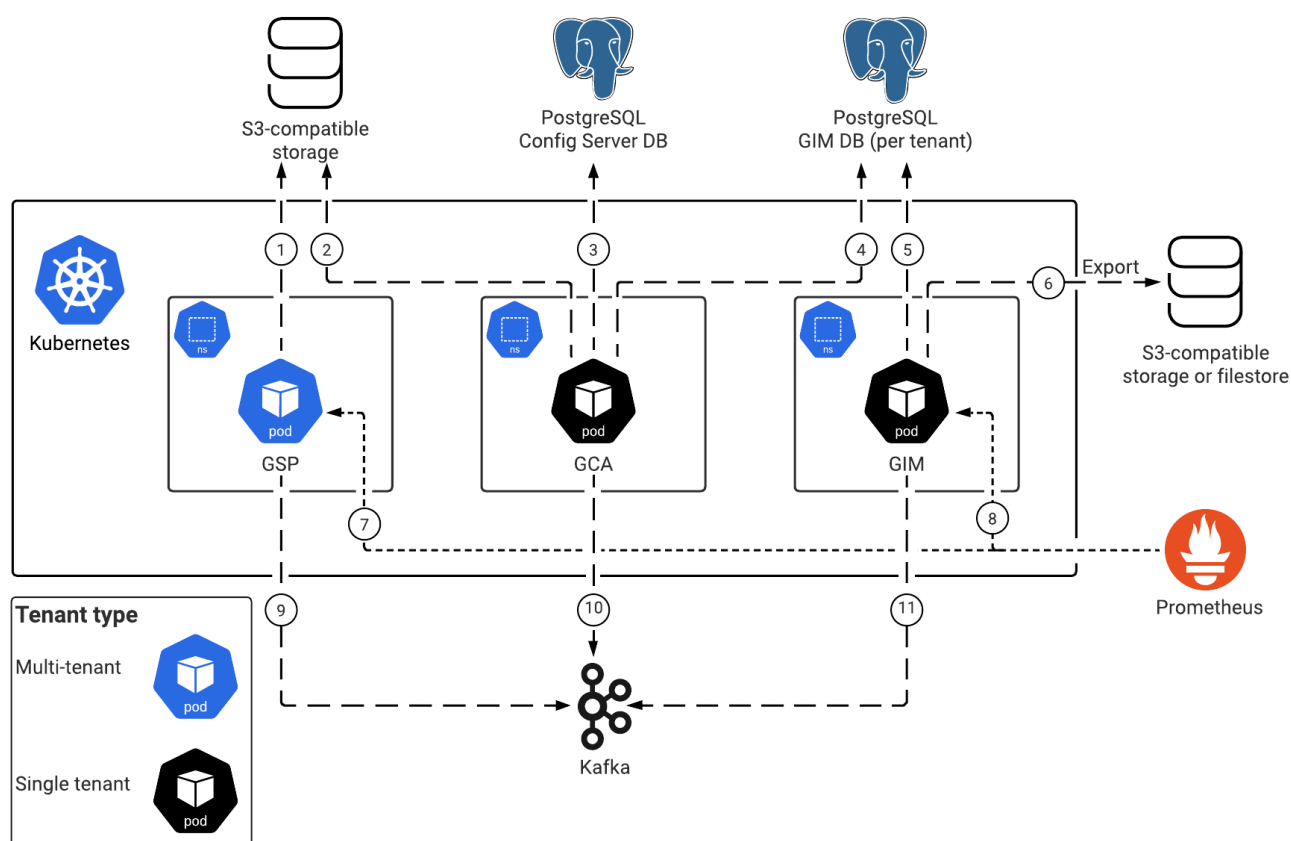 S3-compatible
storage
PostgreSQL
Config Server DB
PostgreSQL
GIM DB (per tenant)
1
2
3
4
5
Kubernetes
6
Export
S3-compatible
storage or filestore
ns
ns
ns
pod
GSP
pod
GCA
pod
GIM
7
8
Prometheus
9
10
11
Kafka
Tenant type
Multi-tenant
pod
Single tenant
pod